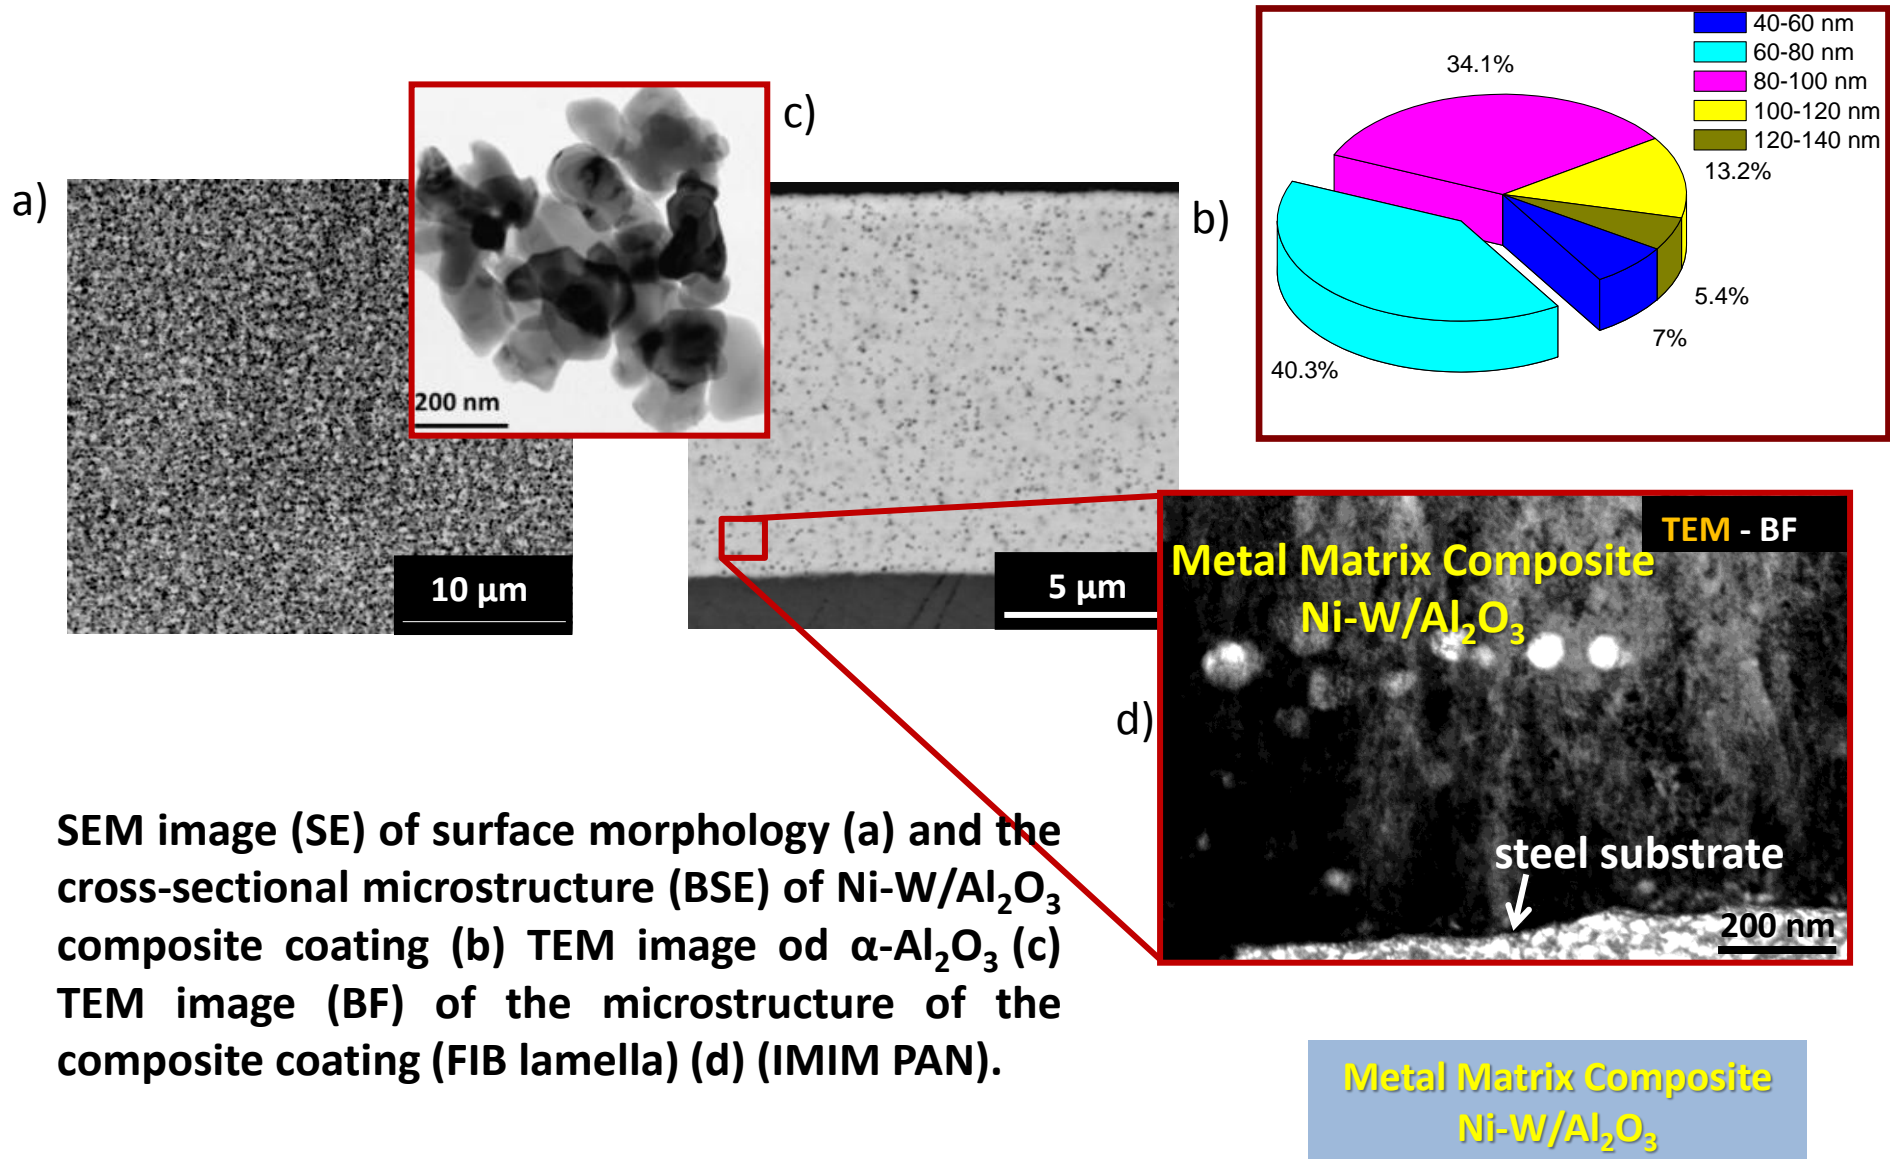 40-60 nm
60-80 nm
80-100 nm
100-120 nm
120-140 nm
34.1%
13.2%
5.4%
7%
40.3%
c)
a)
b)
200 nm
10 µm
5 µm
TEM - BF
Metal Matrix Composite
Ni-W/Al₂O₃
d)
steel substrate
200 nm
SEM image (SE) of surface morphology (a) and the
cross-sectional microstructure (BSE) of Ni-W/Al₂O₃
composite coating (b) TEM image od α-Al₂O₃ (c)
TEM image (BF) of the microstructure of the
composite coating (FIB lamella) (d) (IMIM PAN).
Metal Matrix Composite
Ni-W/Al₂O₃